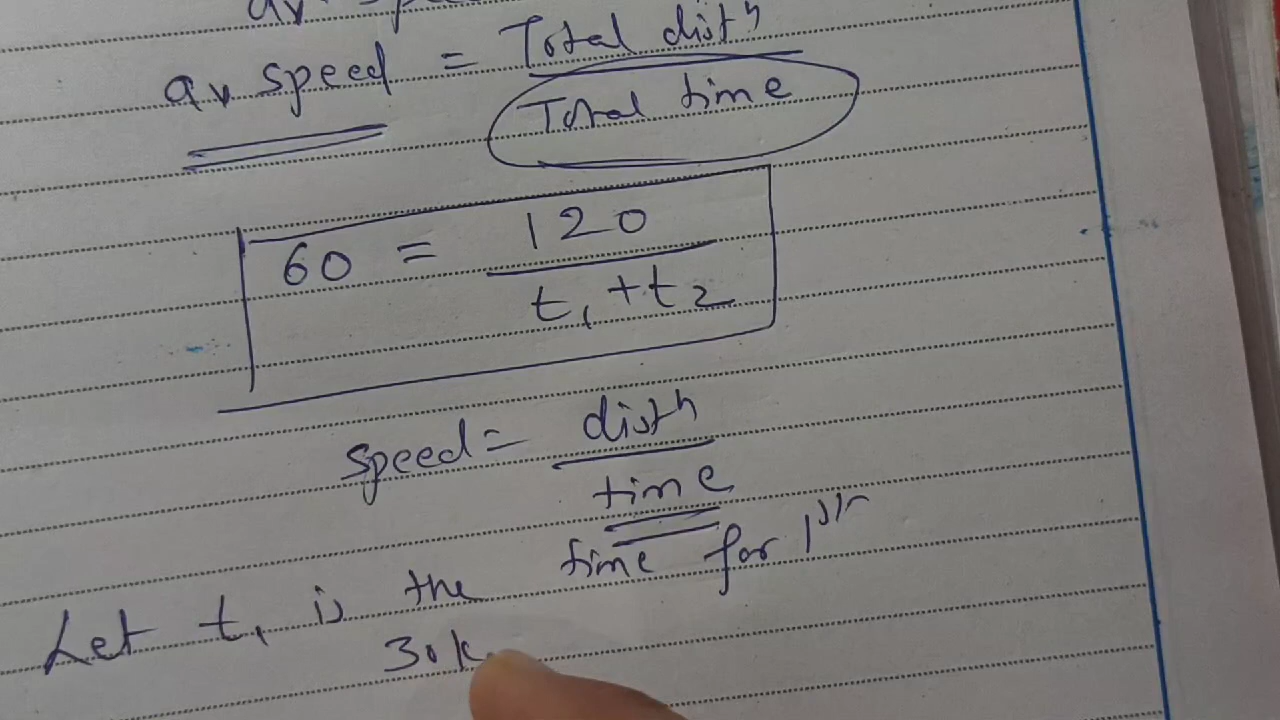 av speed = Total distn
Total time
60 = 120
t1 + t2
speed = distn
time
Let t1 is the time for 1st
30k